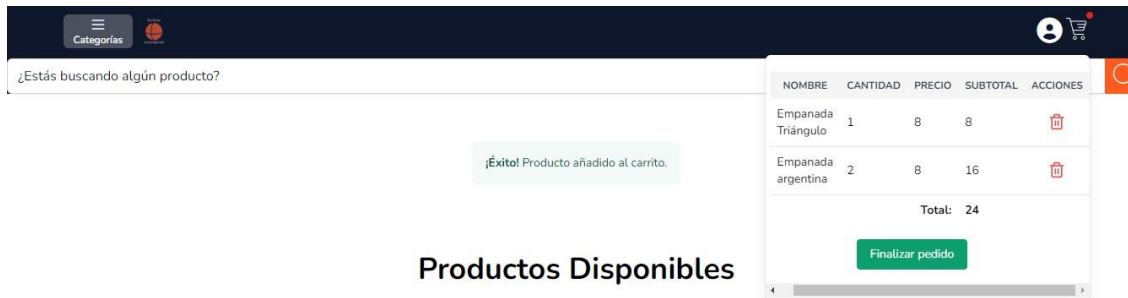 Categorías
¿Estás buscando algún producto?
NOMBRE CANTIDAD PRECIO SUBTOTAL ACCIONES
Empanada Triángulo 1 8 8
Empanada argentina 2 8 16
Total: 24
Finalizar pedido
¡Éxito! Producto añadido al carrito.
Productos Disponibles